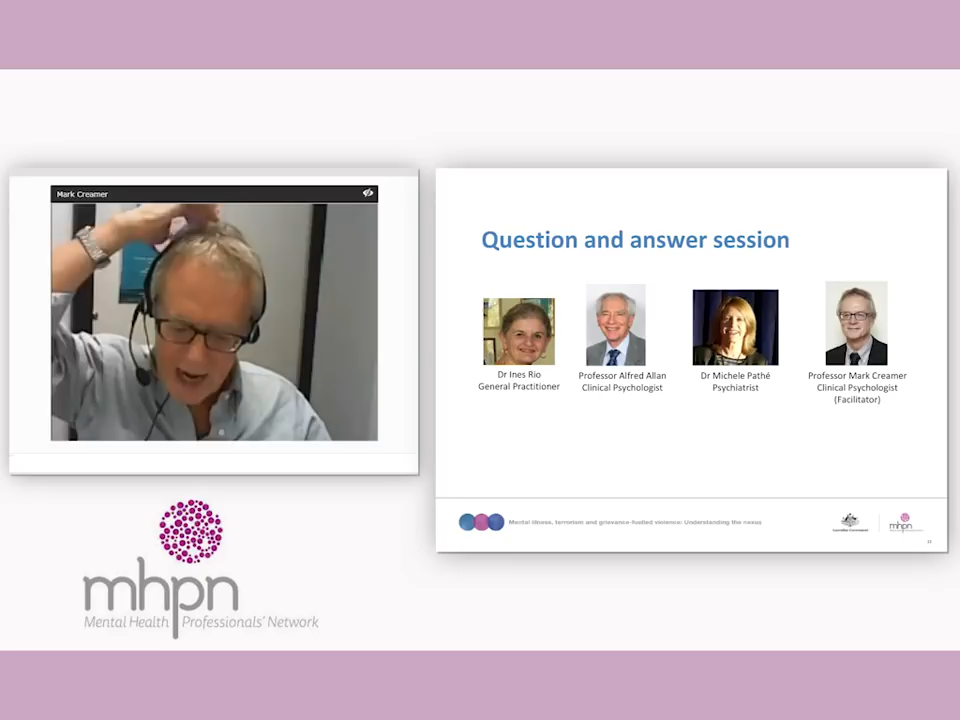 Mark Creamer
Question and answer session
Dr Ines Rio
General Practitioner
Professor Alfred Allan
Clinical Psychologist
Dr Michele Pathé
Psychiatrist
Professor Mark Creamer
Clinical Psychologist
(Facilitator)
Mental illness, terrorism and grievance-fuelled violence: Understanding the nexus
Australian Government
mhpn
mhpn
Mental Health Professionals' Network